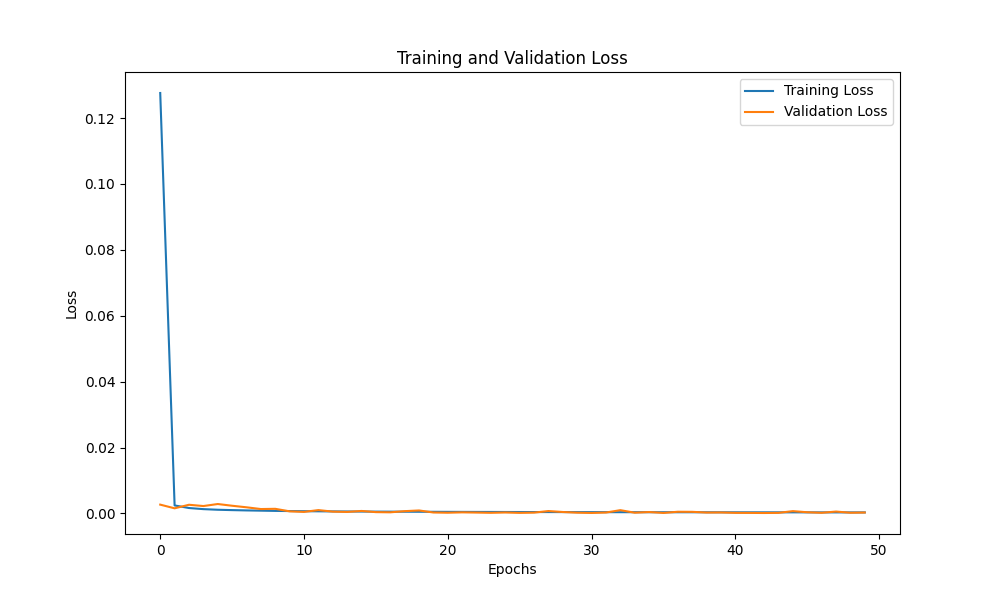 Training and Validation Loss
Training Loss
Validation Loss
0.12
0.10
0.08
0.06
0.04
0.02
0.00
Loss
0 10 20 30 40 50
Epochs